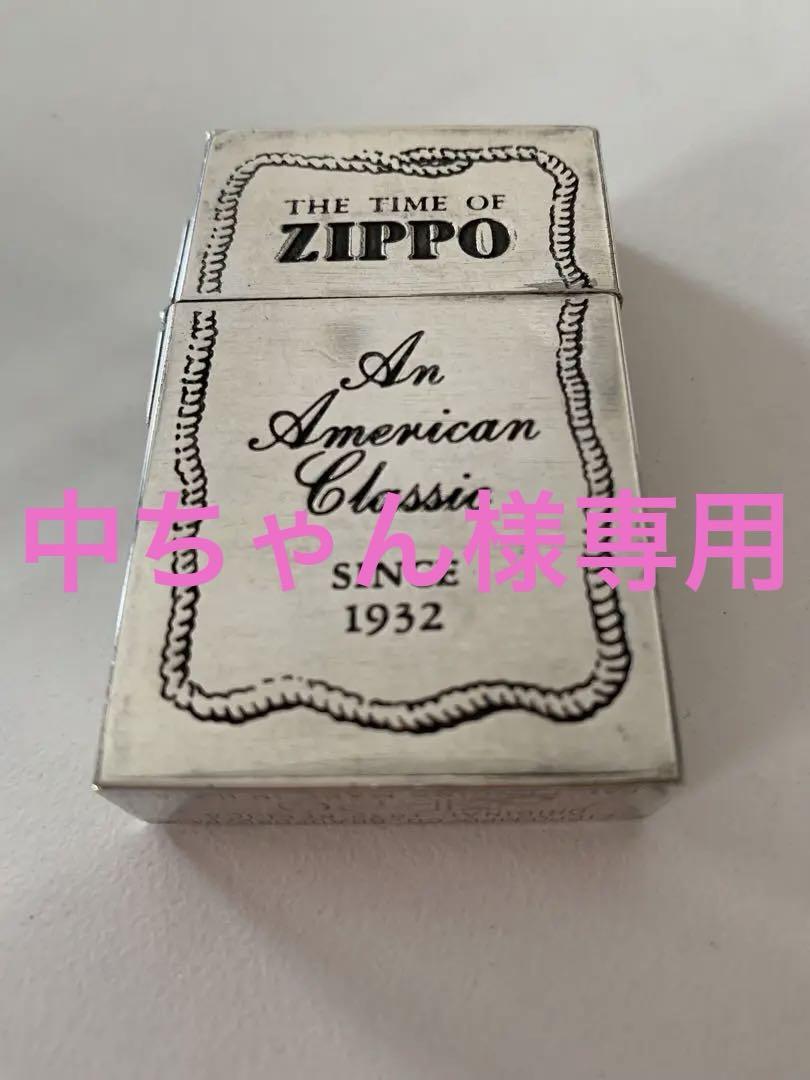 THE TIME OF
ZIPPO
An
American
Classic
中ちゃん様専用
SINCE
1932